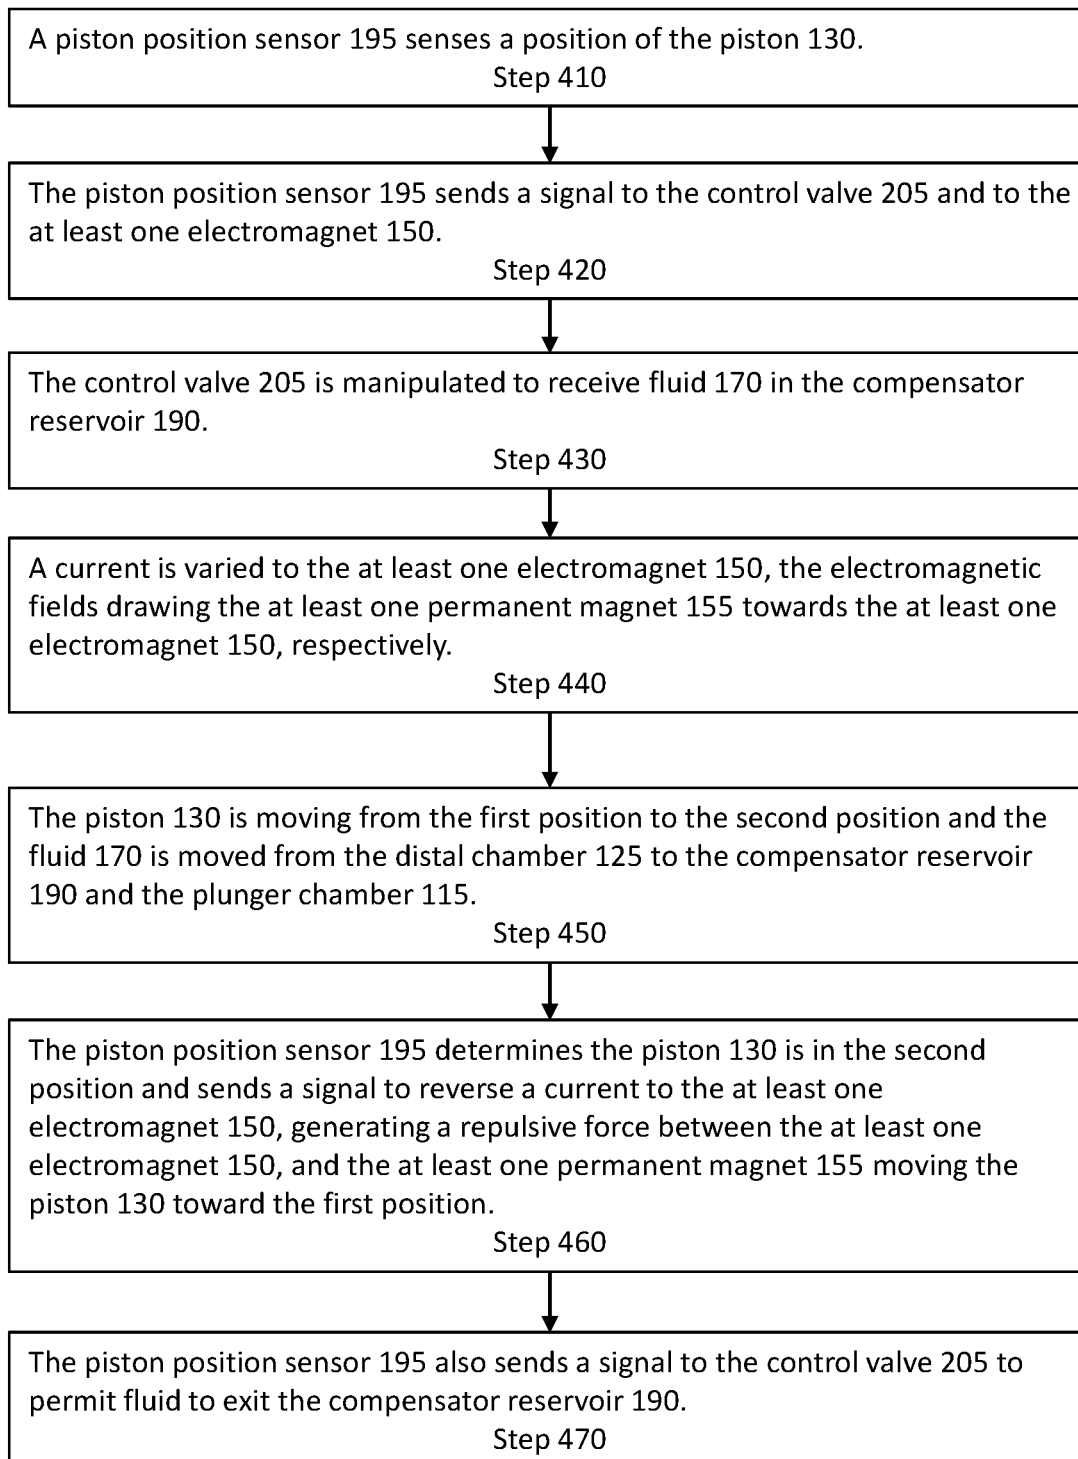 A piston position sensor 195 senses a position of the piston 130.
Step 410
The piston position sensor 195 sends a signal to the control valve 205 and to the
at least one electromagnet 150.
Step 420
The control valve 205 is manipulated to receive fluid 170 in the compensator
reservoir 190.
Step 430
A current is varied to the at least one electromagnet 150, the electromagnetic
fields drawing the at least one permanent magnet 155 towards the at least one
electromagnet 150, respectively.
Step 440
The piston 130 is moving from the first position to the second position and the
fluid 170 is moved from the distal chamber 125 to the compensator reservoir
190 and the plunger chamber 115.
Step 450
The piston position sensor 195 determines the piston 130 is in the second
position and sends a signal to reverse a current to the at least one
electromagnet 150, generating a repulsive force between the at least one
electromagnet 150, and the at least one permanent magnet 155 moving the
piston 130 toward the first position.
Step 460
The piston position sensor 195 also sends a signal to the control valve 205 to
permit fluid to exit the compensator reservoir 190.
Step 470